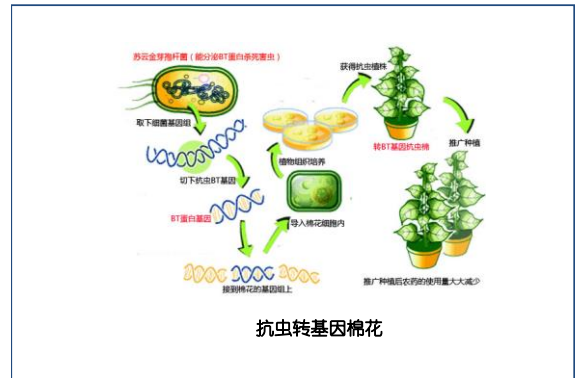 苏云金芽孢杆菌（能分泌BT蛋白杀死害虫）
取下细菌基因组
切下抗虫BT基因
BT蛋白基因
接到棉花的基因组上
导入棉花细胞内
植物组织培养
获得抗虫植株
转BT基因抗虫棉
推广种植
推广种植后农药的使用量大大减少
抗虫转基因棉花